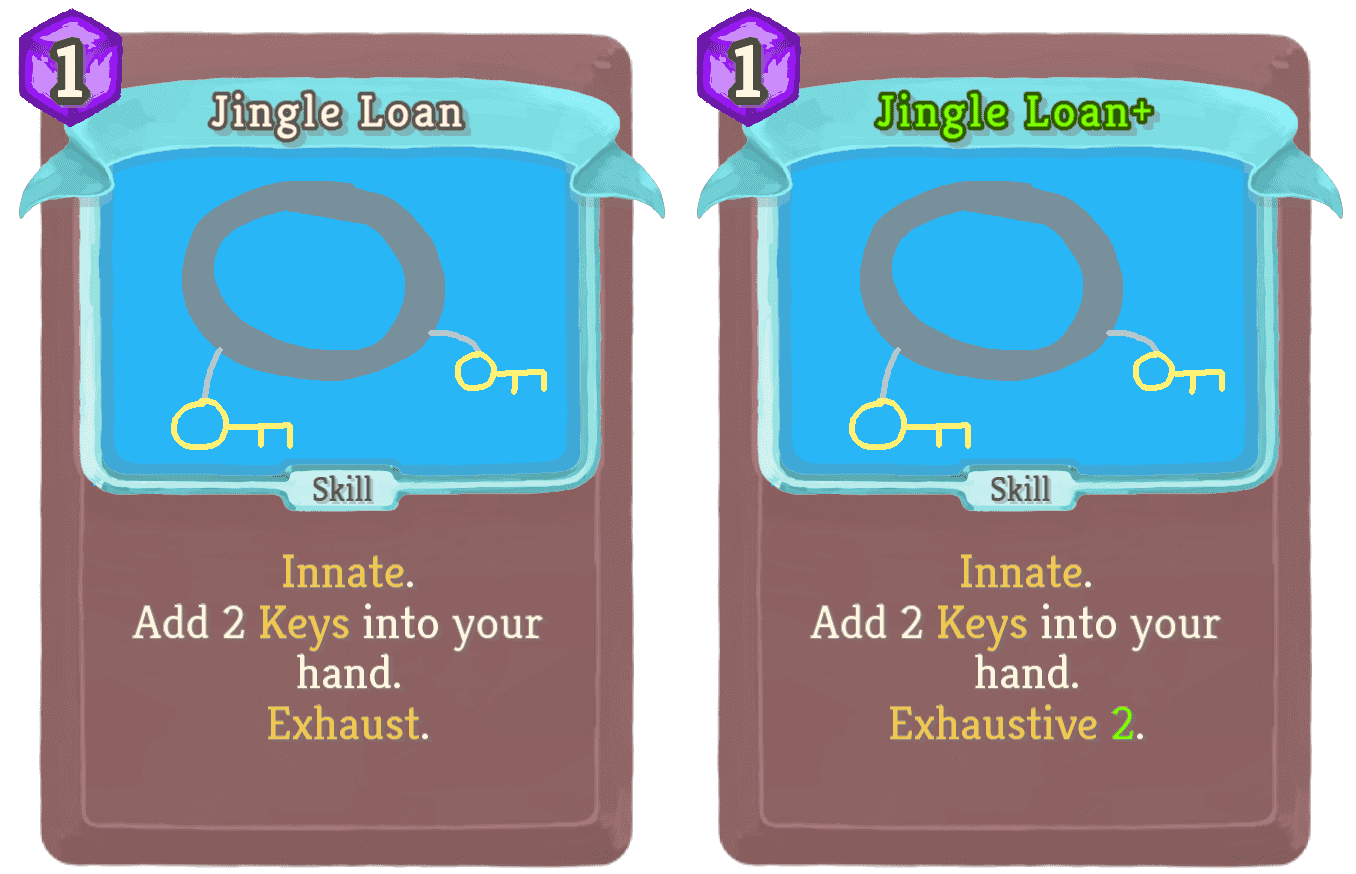 1
Jingle Loan
Skill
Innate.
Add 2 Keys into your
hand.
Exhaust.
1
Jingle Loan+
Skill
Innate.
Add 2 Keys into your
hand.
Exhaustive 2.